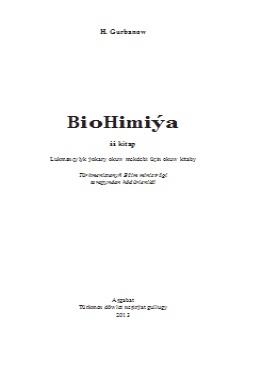 H. Gurbanow
BioHimiýa
ii kitap
Lukmançylyk ýokary okuw mekdebi üçin okuw kitaby
Türkmenistanyň Bilim ministrligi
tarapyndan hödürlenildi
Aşgabat
Türkmen döwlet neşirýat gullugy
2013